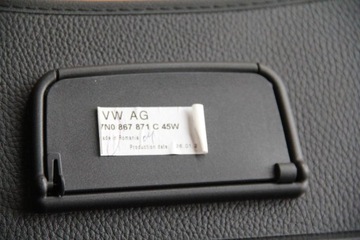 VW AG
7N0 867 871 C 45W
Made in Romania
Production date: